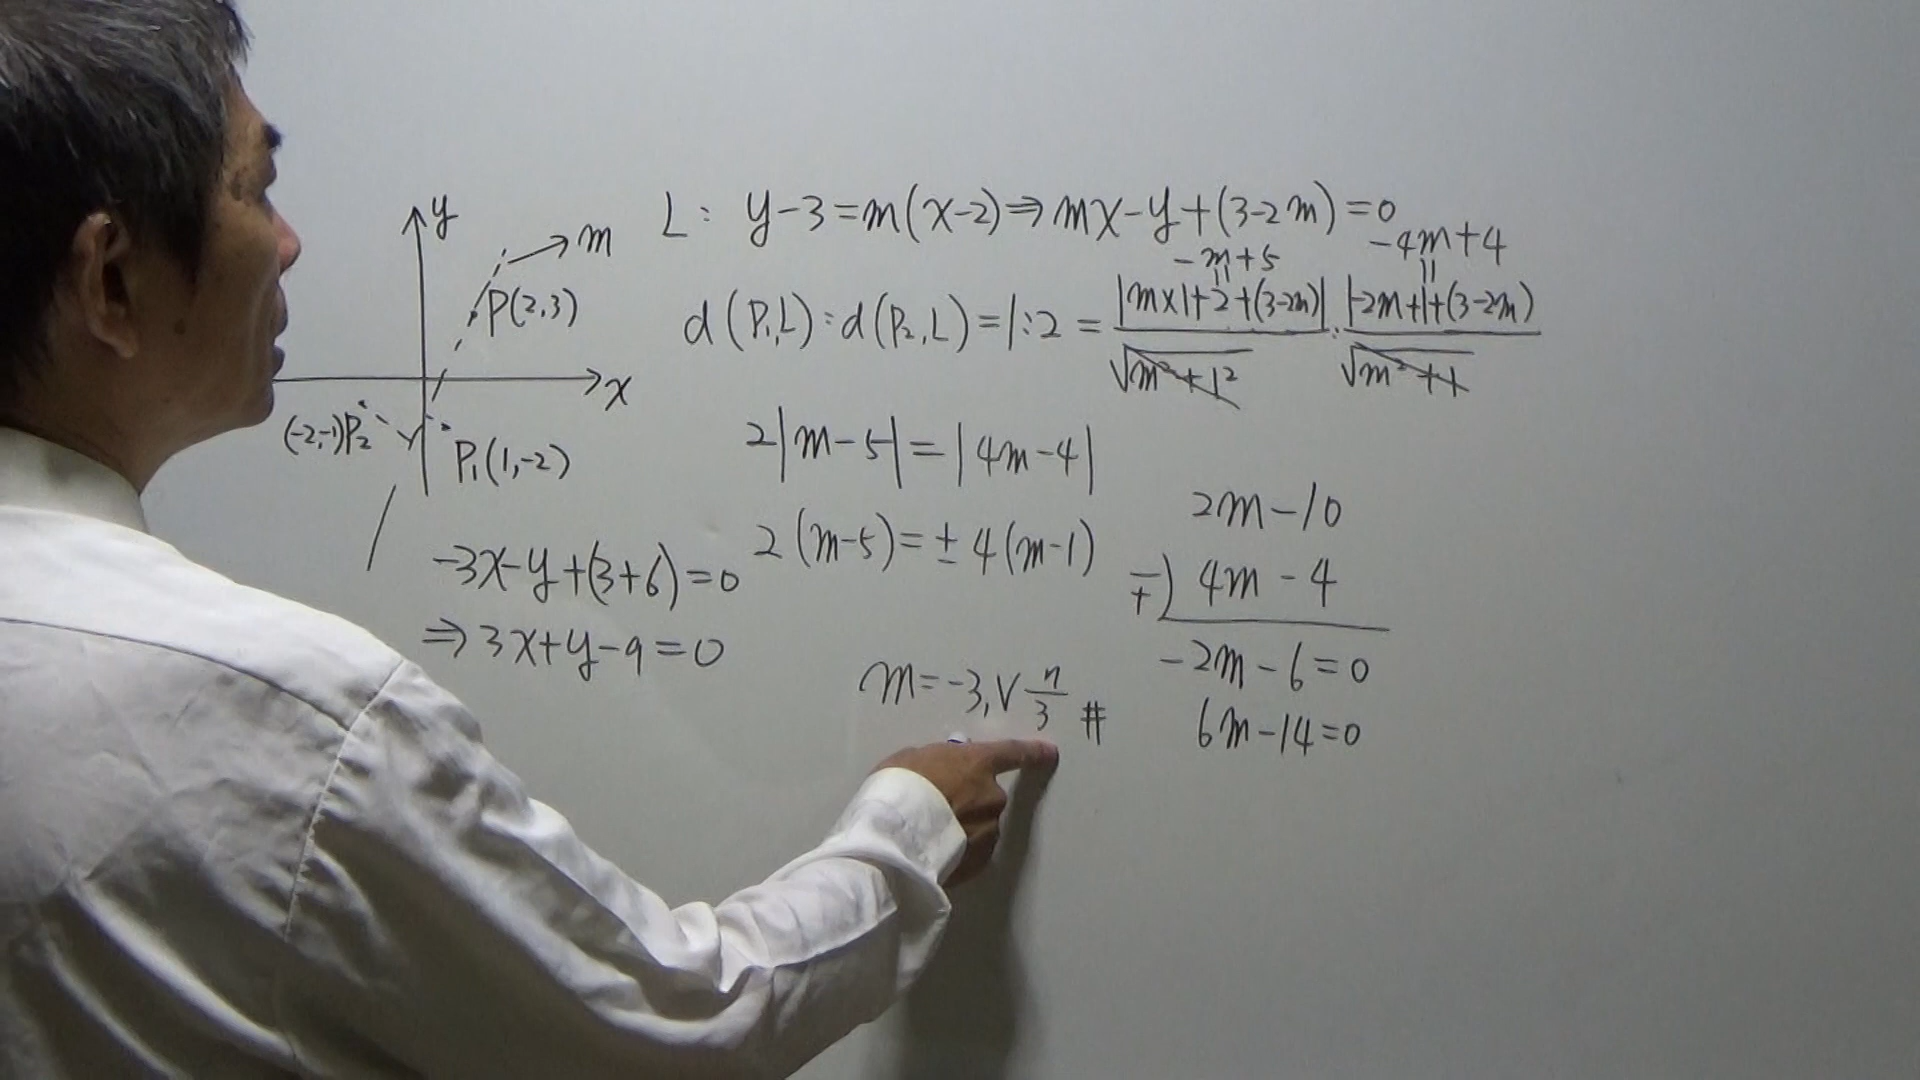 y
m
P(2,3)
x
(-2,-1)P₂
P₁(1,-2)
L: y-3=m(x-2)⇒mx-y+(3-2m)=0
-m+5
-4m+4
d(P₁,L):d(P₂,L)=1:2=|mx1+2+(3-2m)|/√m²+1² : |-2m+1+(3-2m)/√m²+1
2|m-5|=|4m-4|
2(m-5)=±4(m-1)
m=-3,∨ 7/3 #
-3x-y+(3+6)=0
⇒3x+y-9=0
2m-10
∓) 4m-4
-2m-6=0
6m-14=0